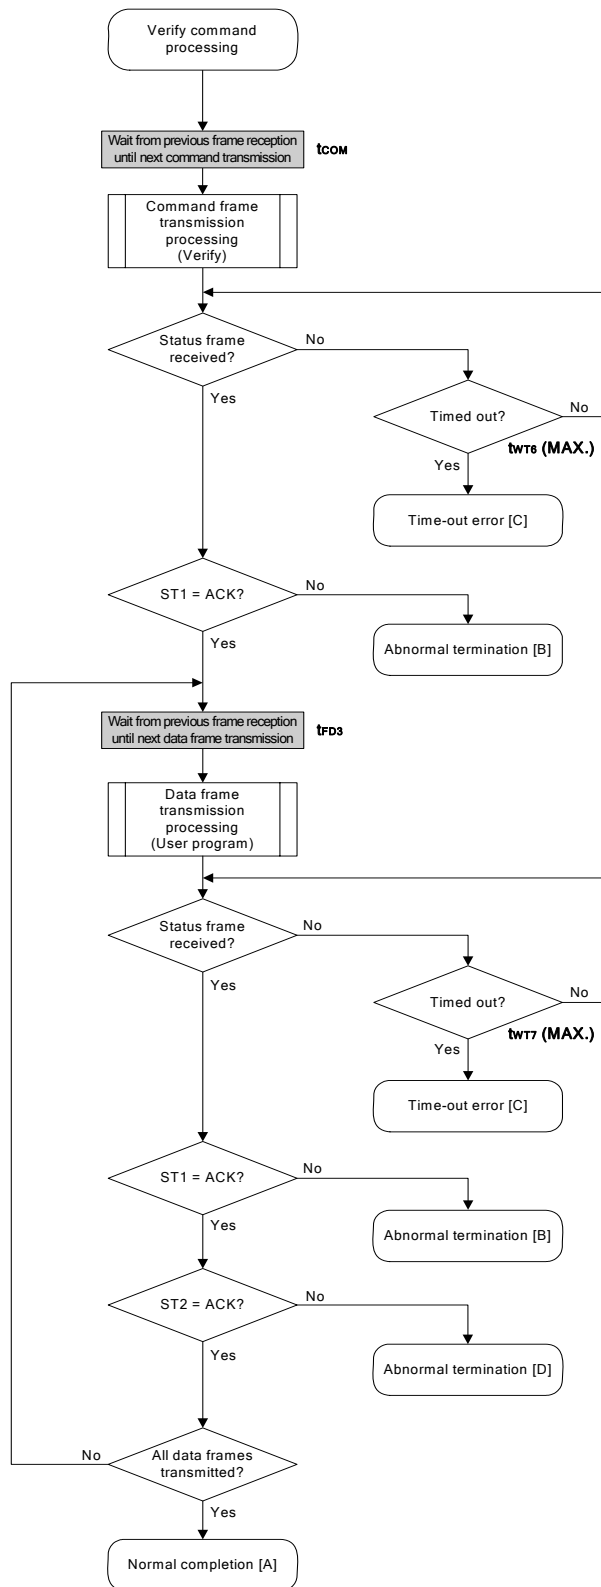 Verify command
processing
Wait from previous frame reception
until next command transmission
tCOM
Command frame
transmission
processing
(Verify)
Status frame
received?
No
Yes
Timed out?
No
tWT6 (MAX.)
Yes
Time-out error [C]
ST1 = ACK?
No
Yes
Abnormal termination [B]
Wait from previous frame reception
until next data frame transmission
tFD3
Data frame
transmission
processing
(User program)
Status frame
received?
No
Yes
Timed out?
No
tWT7 (MAX.)
Yes
Time-out error [C]
ST1 = ACK?
No
Yes
Abnormal termination [B]
ST2 = ACK?
No
Yes
Abnormal termination [D]
No
All data frames
transmitted?
Yes
Normal completion [A]